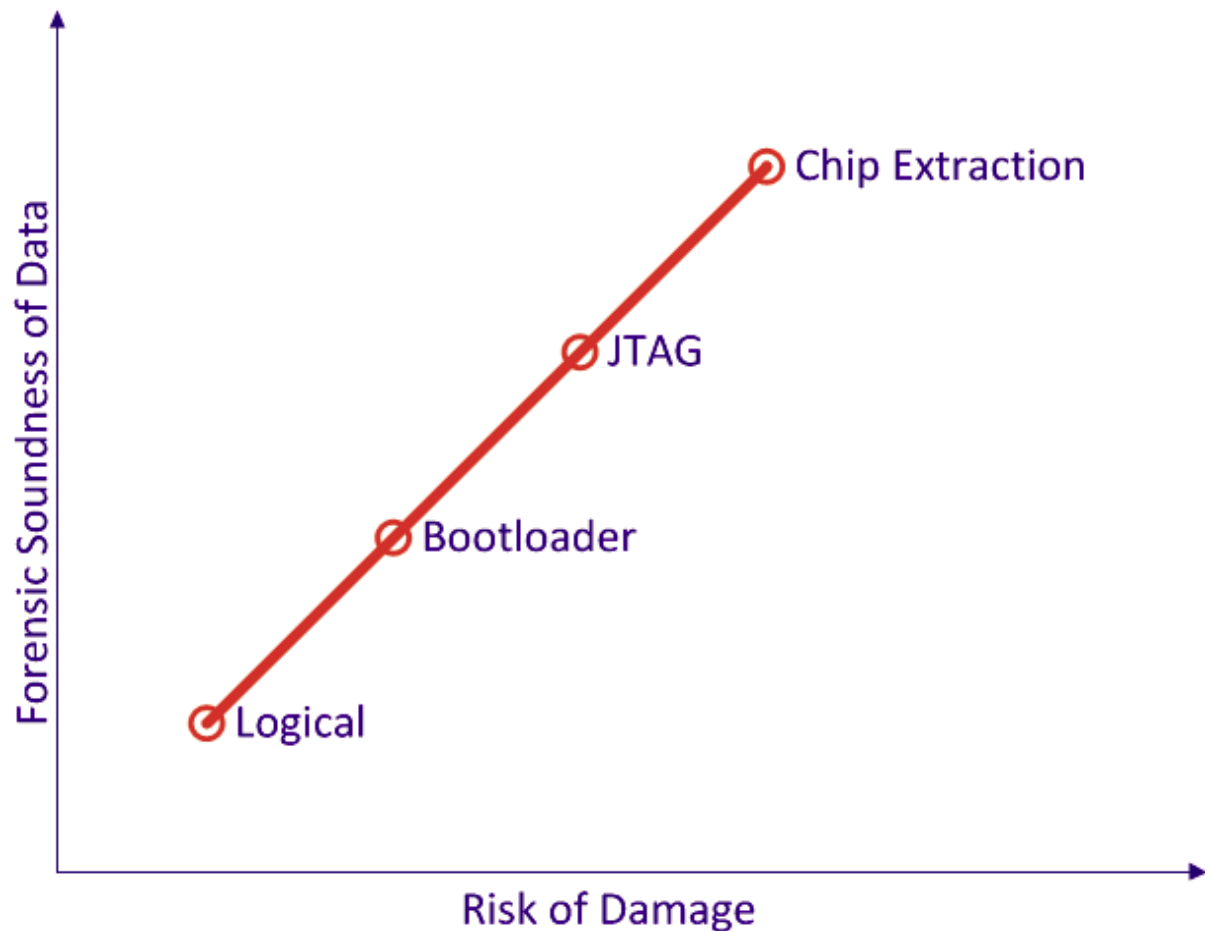 Forensic Soundness of Data
Chip Extraction
JTAG
Bootloader
Logical
Risk of Damage